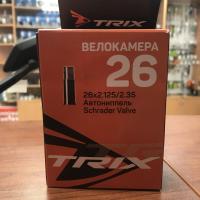 TRIX
ВЕЛОКАМЕРА
26
26x2.125/2.35
Автониппель
Schrader Valve
TRIX